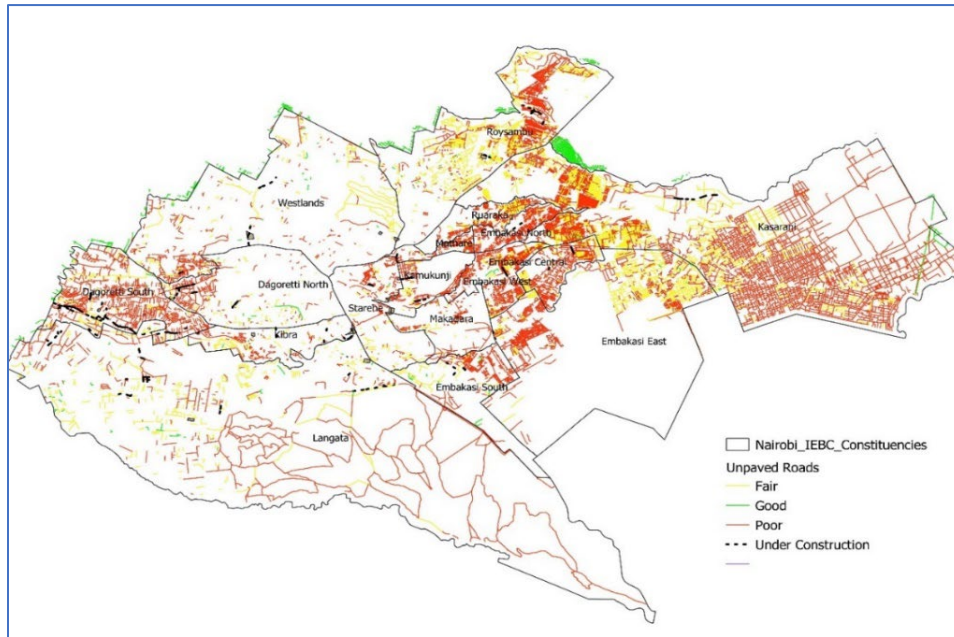 Roysambu
Westlands
Ruaraka
Kasarani
Embakasi North
Mathare
Embakasi Central
Kamukunji
Embakasi West
Dagoretti North
Dagoretti South
Starehe
Makadara
Kibra
Embakasi East
Embakasi South
Langata
Nairobi_IEBC_Constituencies
Unpaved Roads
Fair
Good
Poor
Under Construction